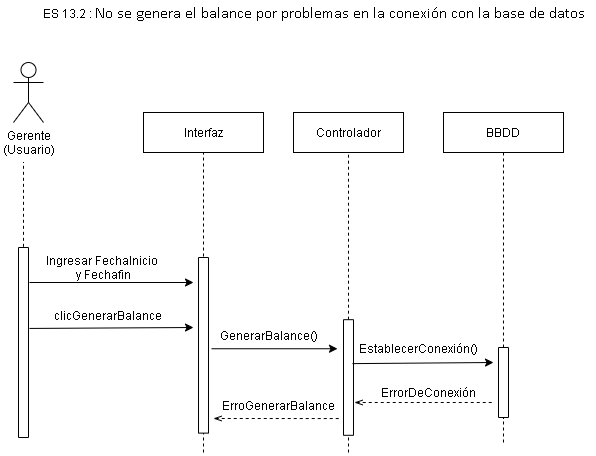 ES 13.2 : No se genera el balance por problemas en la conexión con la base de datos
Gerente
(Usuario)
Interfaz
Controlador
BBDD
Ingresar FechaInicio
y Fechafin
clicGenerarBalance
GenerarBalance()
EstablecerConexión()
ErrorDeConexión
ErroGenerarBalance